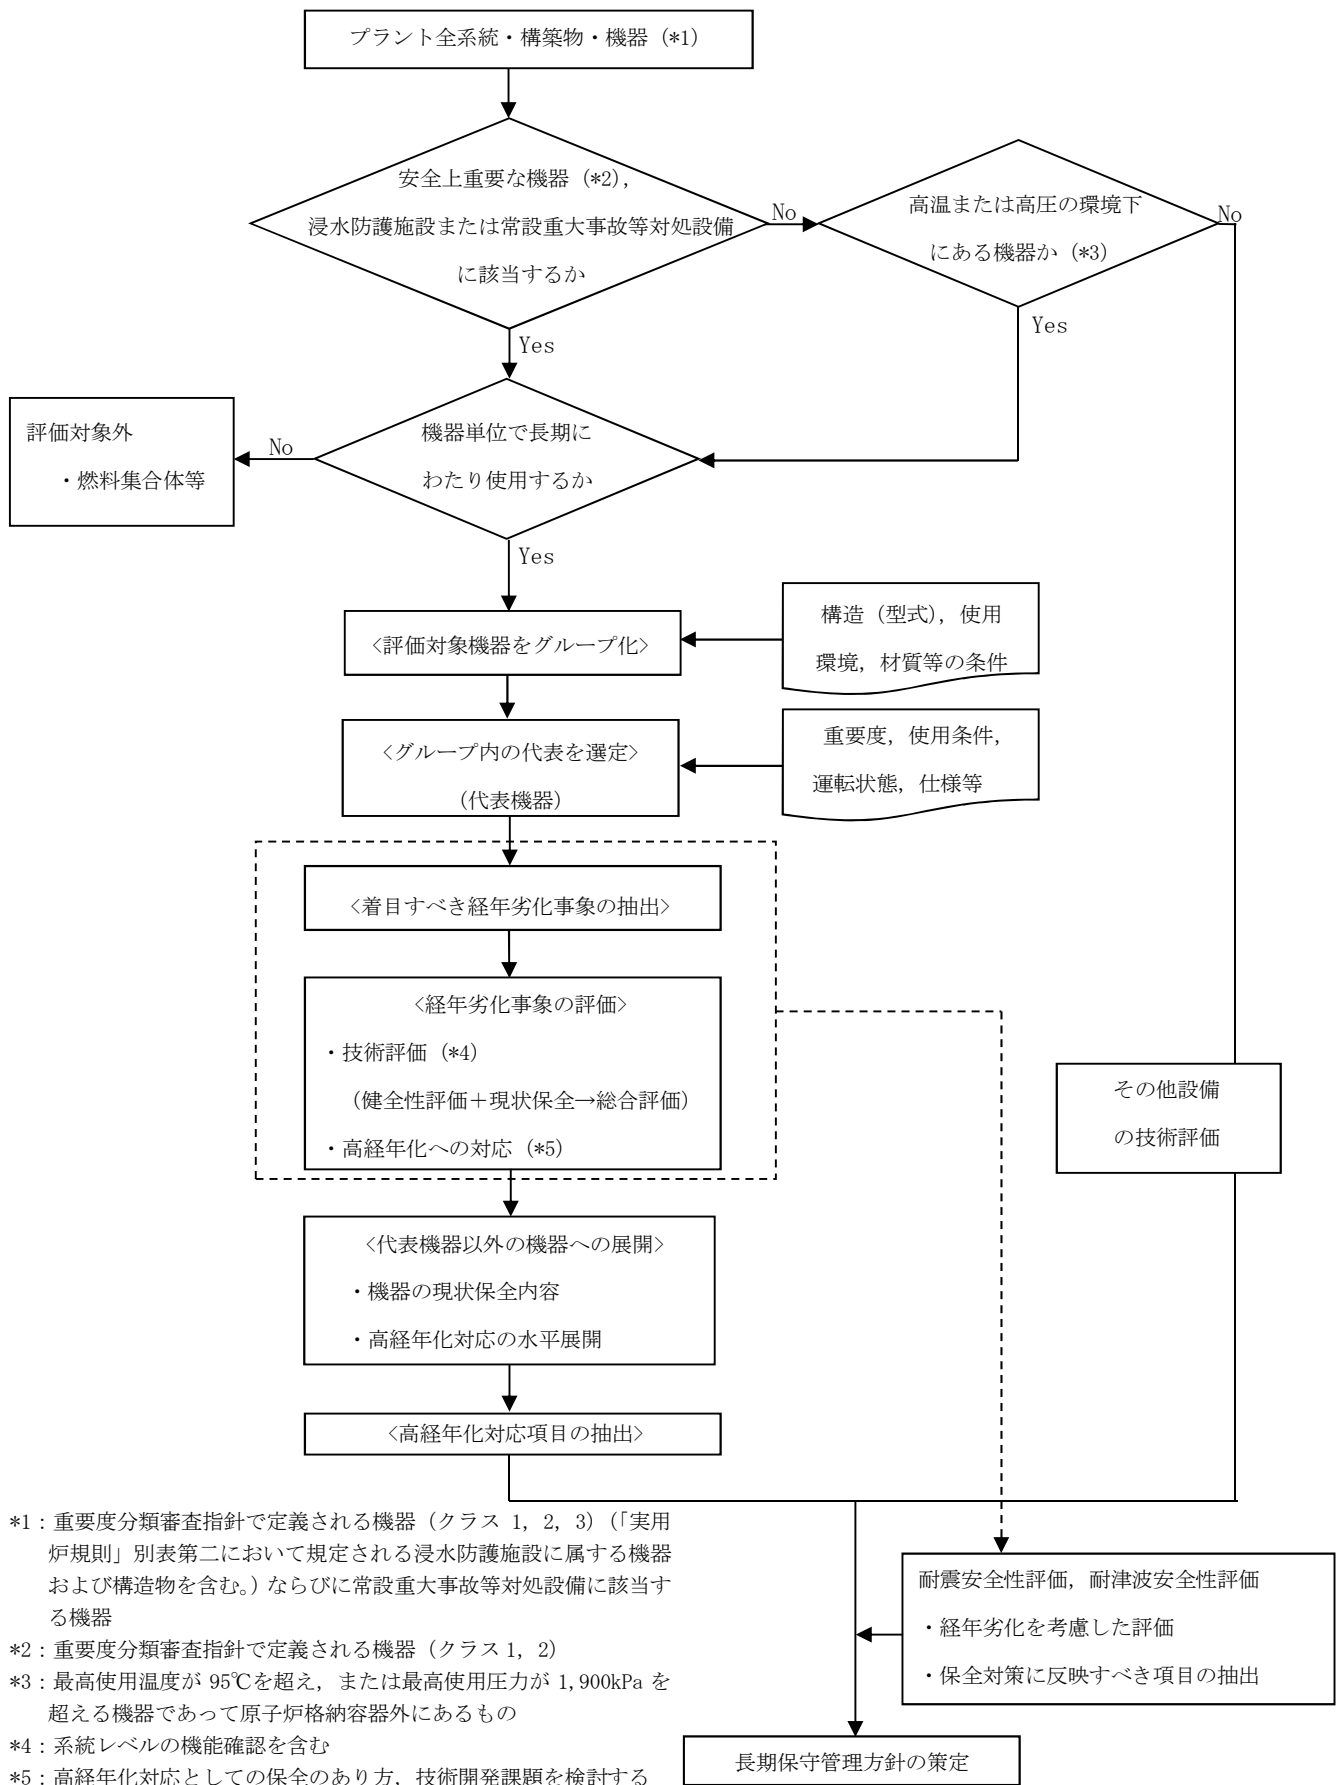 プラント全系統・構築物・機器（*1）
安全上重要な機器（*2），
浸水防護施設または常設重大事故等対処設備
に該当するか
No
高温または高圧の環境下
にある機器か（*3）
No
Yes
Yes
機器単位で長期に
わたり使用するか
No
評価対象外
・燃料集合体等
Yes
<評価対象機器をグループ化>
構造（型式），使用
環境，材質等の条件
<グループ内の代表を選定>
（代表機器）
重要度，使用条件，
運転状態，仕様等
<着目すべき経年劣化事象の抽出>
<経年劣化事象の評価>
・技術評価（*4）
（健全性評価＋現状保全→総合評価）
・高経年化への対応（*5）
その他設備
の技術評価
<代表機器以外の機器への展開>
・機器の現状保全内容
・高経年化対応の水平展開
<高経年化対応項目の抽出>
耐震安全性評価，耐津波安全性評価
・経年劣化を考慮した評価
・保全対策に反映すべき項目の抽出
長期保守管理方針の策定
*1：重要度分類審査指針で定義される機器（クラス 1，2，3）（「実用
炉規則」別表第二において規定される浸水防護施設に属する機器
および構造物を含む。）ならびに常設重大事故等対処設備に該当す
る機器
*2：重要度分類審査指針で定義される機器（クラス 1，2）
*3：最高使用温度が 95℃を超え，または最高使用圧力が 1,900kPa を
超える機器であって原子炉格納容器外にあるもの
*4：系統レベルの機能確認を含む
*5：高経年化対応としての保全のあり方，技術開発課題を検討する